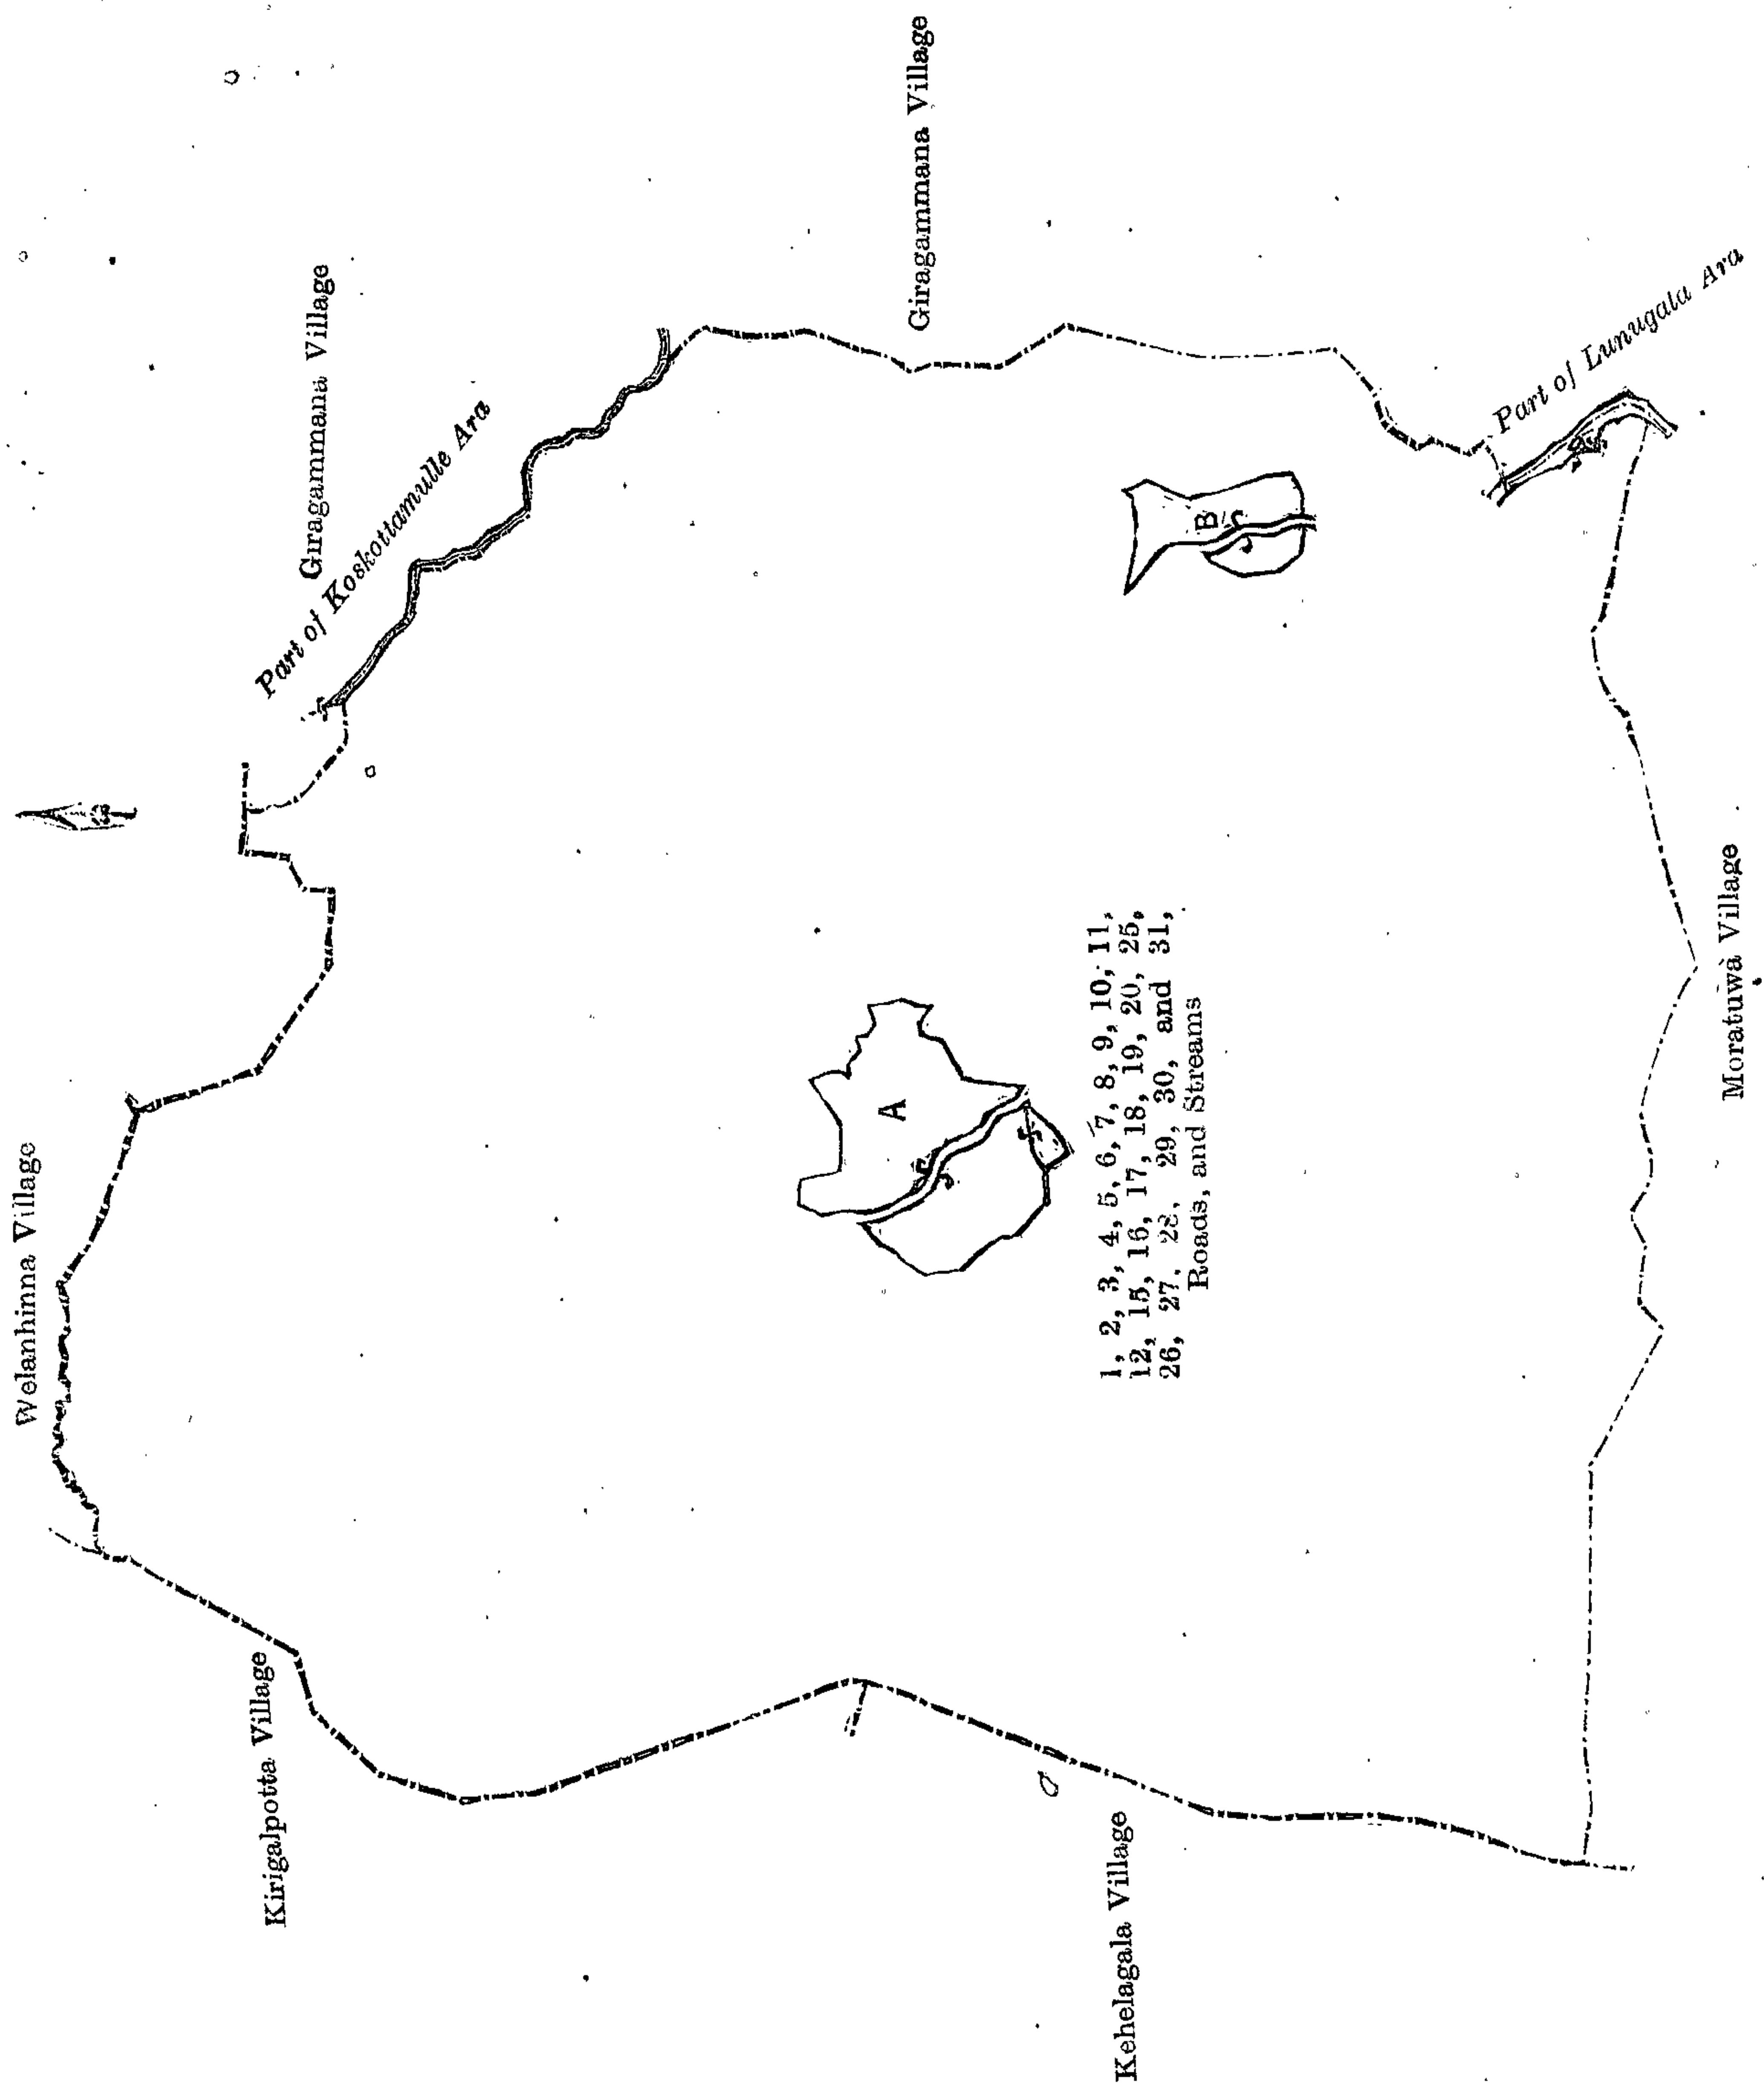 Welanhinna Village
Giragammana Village
Part of Koskottamulle Ara
Giragammana Village
Kirigalpotta Village
A
B
1, 2, 3, 4, 5, 6, 7, 8, 9, 10, 11,
12, 15, 16, 17, 18, 19, 20, 25,
26, 27, 28, 29, 30, and 31,
Roads, and Streams
Part of Lunugala Ara
Kehelagala Village
Moratuwà Village